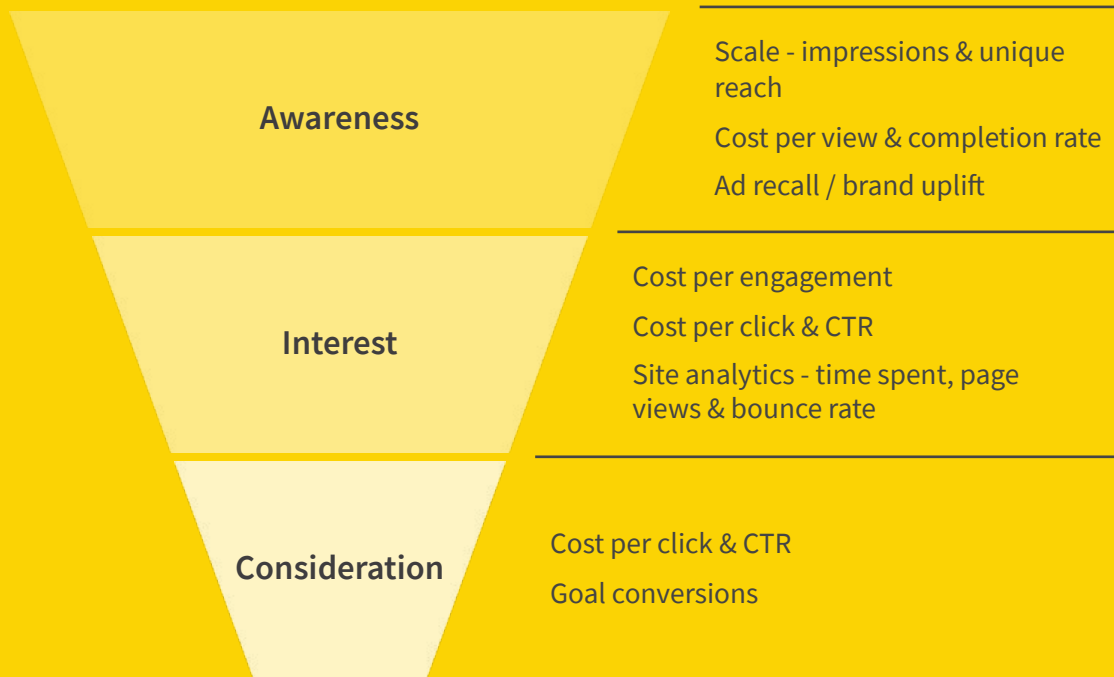 Awareness
Scale - impressions & unique
reach
Cost per view & completion rate
Ad recall / brand uplift
Interest
Cost per engagement
Cost per click & CTR
Site analytics - time spent, page
views & bounce rate
Consideration
Cost per click & CTR
Goal conversions